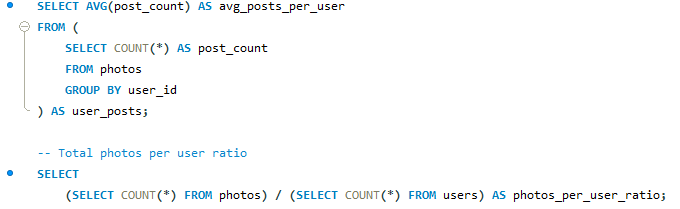 SELECT AVG(post_count) AS avg_posts_per_user
FROM (
    SELECT COUNT(*) AS post_count
    FROM photos
    GROUP BY user_id
) AS user_posts;
-- Total photos per user ratio
SELECT
    (SELECT COUNT(*) FROM photos) / (SELECT COUNT(*) FROM users) AS photos_per_user_ratio;